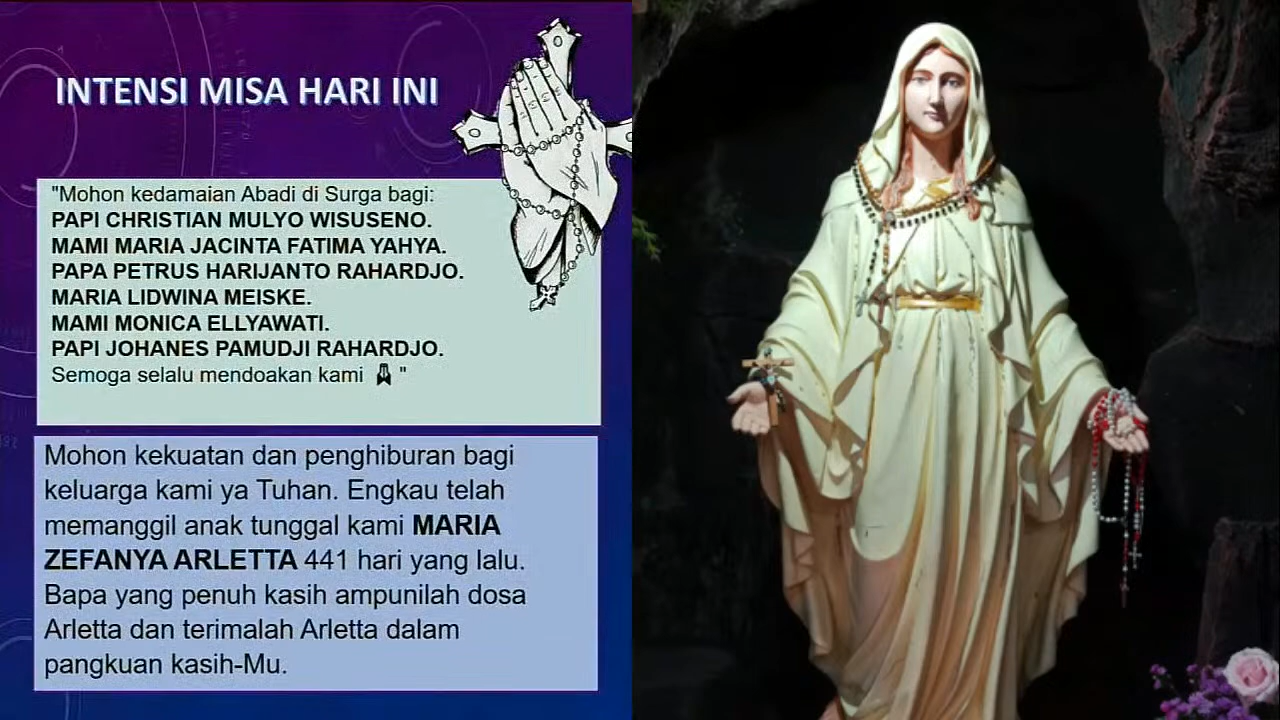 INTENSI MISA HARI INI
"Mohon kedamaian Abadi di Surga bagi:
PAPI CHRISTIAN MULYO WISUSENO.
MAMI MARIA JACINTA FATIMA YAHYA.
PAPA PETRUS HARIJANTO RAHARDJO.
MARIA LIDWINA MEISKE.
MAMI MONICA ELLYAWATI.
PAPI JOHANES PAMUDJI RAHARDJO.
Semoga selalu mendoakan kami "
Mohon kekuatan dan penghiburan bagi
keluarga kami ya Tuhan. Engkau telah
memanggil anak tunggal kami MARIA
ZEFANYA ARLETTA 441 hari yang lalu.
Bapa yang penuh kasih ampunilah dosa
Arletta dan terimalah Arletta dalam
pangkuan kasih-Mu.